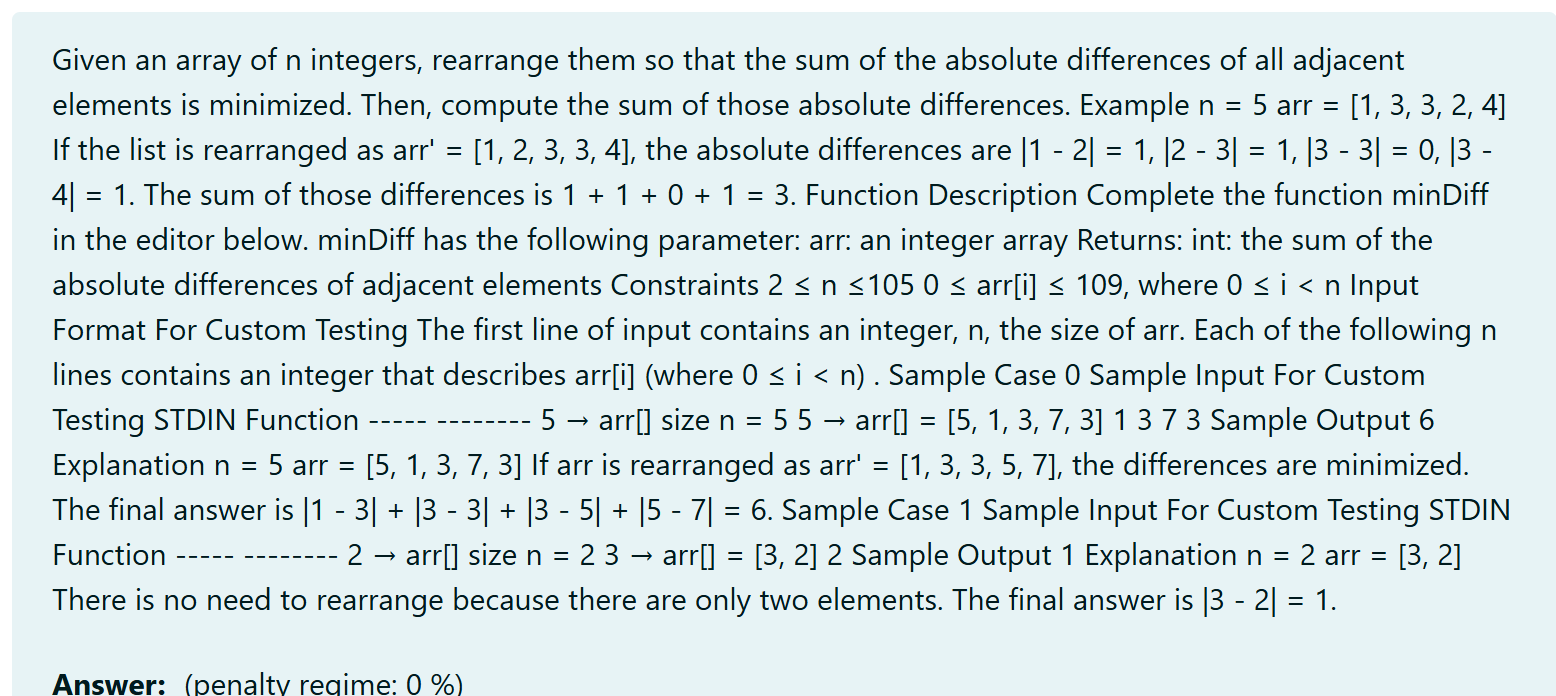 Given an array of n integers, rearrange them so that the sum of the absolute differences of all adjacent
elements is minimized. Then, compute the sum of those absolute differences. Example n = 5 arr = [1, 3, 3, 2, 4]
If the list is rearranged as arr' = [1, 2, 3, 3, 4], the absolute differences are |1 - 2| = 1, |2 - 3| = 1, |3 - 3| = 0, |3 -
4| = 1. The sum of those differences is 1 + 1 + 0 + 1 = 3. Function Description Complete the function minDiff
in the editor below. minDiff has the following parameter: arr: an integer array Returns: int: the sum of the
absolute differences of adjacent elements Constraints 2 ≤ n ≤105 0 ≤ arr[i] ≤ 109, where 0 ≤ i < n Input
Format For Custom Testing The first line of input contains an integer, n, the size of arr. Each of the following n
lines contains an integer that describes arr[i] (where 0 ≤ i < n) . Sample Case 0 Sample Input For Custom
Testing STDIN Function ----- -------- 5 → arr[] size n = 5 5 → arr[] = [5, 1, 3, 7, 3] 1 3 7 3 Sample Output 6
Explanation n = 5 arr = [5, 1, 3, 7, 3] If arr is rearranged as arr' = [1, 3, 3, 5, 7], the differences are minimized.
The final answer is |1 - 3| + |3 - 3| + |3 - 5| + |5 - 7| = 6. Sample Case 1 Sample Input For Custom Testing STDIN
Function ----- -------- 2 → arr[] size n = 2 3 → arr[] = [3, 2] 2 Sample Output 1 Explanation n = 2 arr = [3, 2]
There is no need to rearrange because there are only two elements. The final answer is |3 - 2| = 1.
Answer: (penalty regime: 0 %)